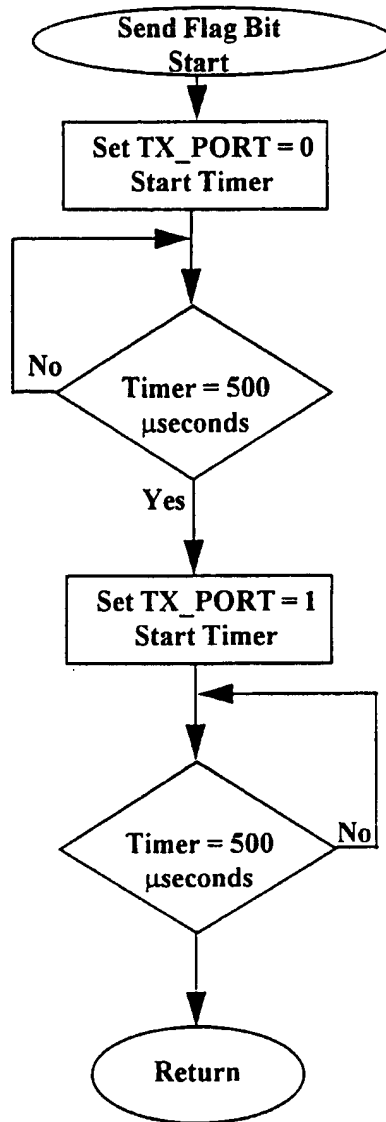 Send Flag Bit
Start
Set TX_PORT = 0
Start Timer
No
Timer = 500
µseconds
Yes
Set TX_PORT = 1
Start Timer
No
Timer = 500
µseconds
Return